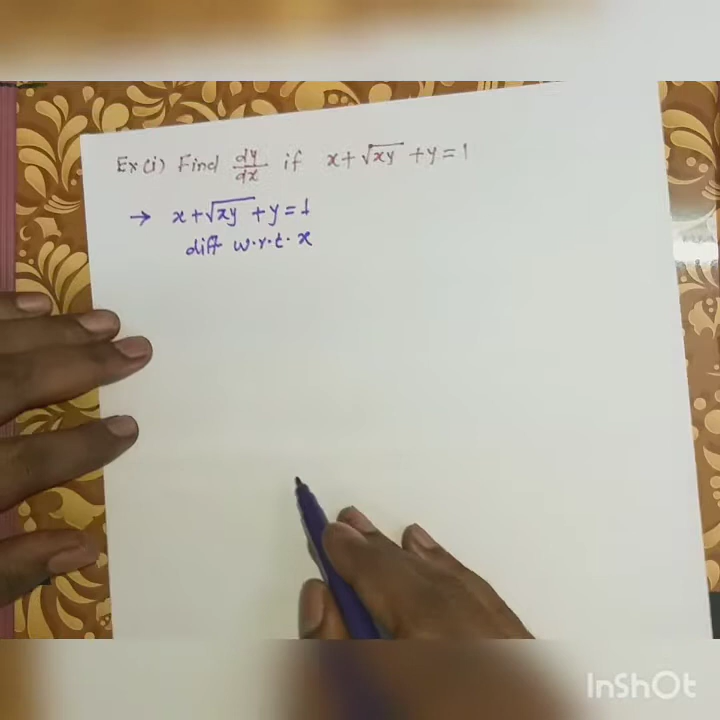 Ex(i) Find dy/dx if x+√xy +y=1
→ x+√xy +y=1
diff w.r.t. x
InShOt